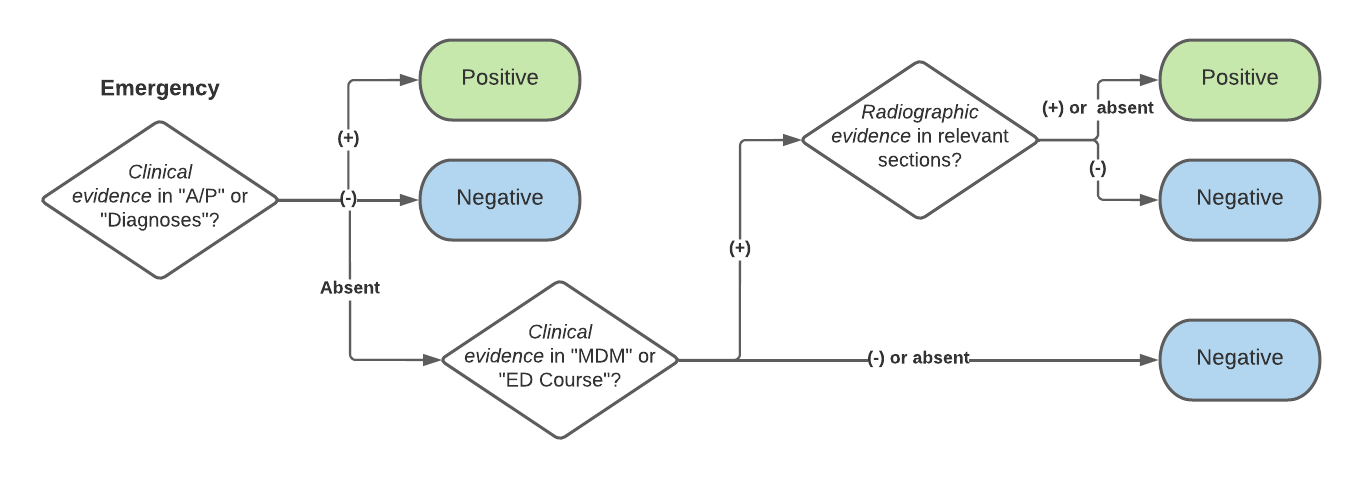 Emergency
Clinical
evidence in "A/P" or
"Diagnoses"?
(+)
Positive
(-)
Negative
Absent
Clinical
evidence in "MDM" or
"ED Course"?
(+)
Radiographic
evidence in relevant
sections?
(+) or absent
Positive
(-)
Negative
(-) or absent
Negative